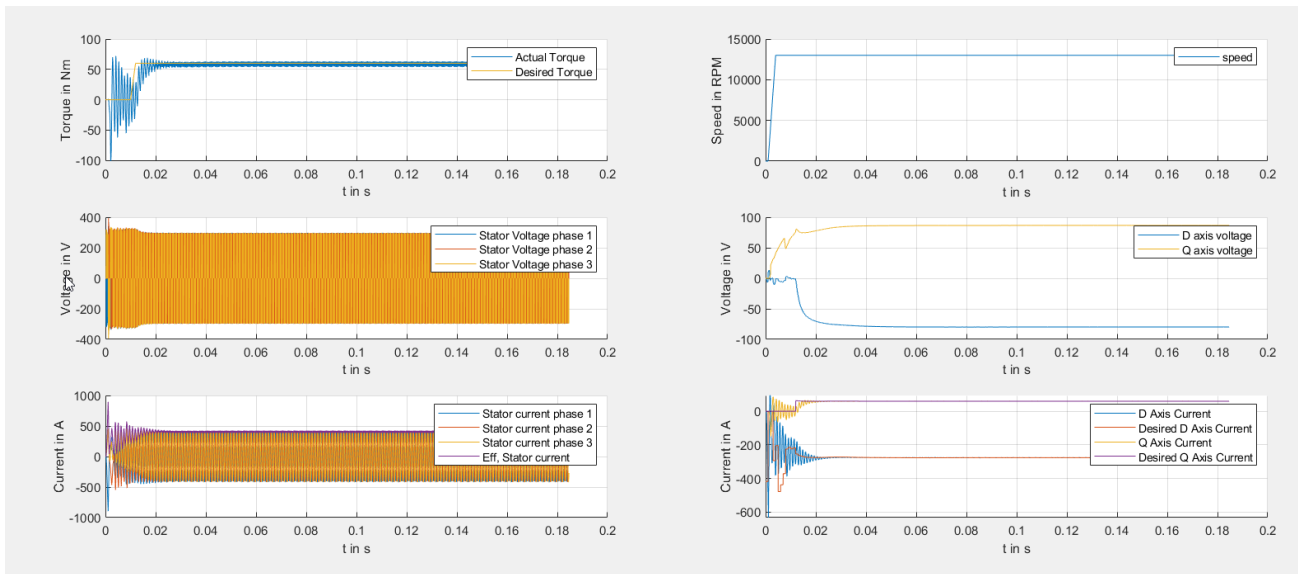 100
50
0
-50
-100
Torque in Nm
Actual Torque
Desired Torque
0 0.02 0.04 0.06 0.08 0.1 0.12 0.14 0.16 0.18 0.2
t in s
15000
10000
5000
0
Speed in RPM
speed
0 0.02 0.04 0.06 0.08 0.1 0.12 0.14 0.16 0.18 0.2
t in s
400
200
0
-200
-400
Voltage in V
Stator Voltage phase 1
Stator Voltage phase 2
Stator Voltage phase 3
0 0.02 0.04 0.06 0.08 0.1 0.12 0.14 0.16 0.18 0.2
t in s
100
50
0
-50
-100
Voltage in V
D axis voltage
Q axis voltage
0 0.02 0.04 0.06 0.08 0.1 0.12 0.14 0.16 0.18 0.2
t in s
1000
500
0
-500
-1000
Current in A
Stator current phase 1
Stator current phase 2
Stator current phase 3
Eff, Stator current
0 0.02 0.04 0.06 0.08 0.1 0.12 0.14 0.16 0.18 0.2
t in s
0
-200
-400
-600
Current in A
D Axis Current
Desired D Axis Current
Q Axis Current
Desired Q Axis Current
0 0.02 0.04 0.06 0.08 0.1 0.12 0.14 0.16 0.18 0.2
t in s